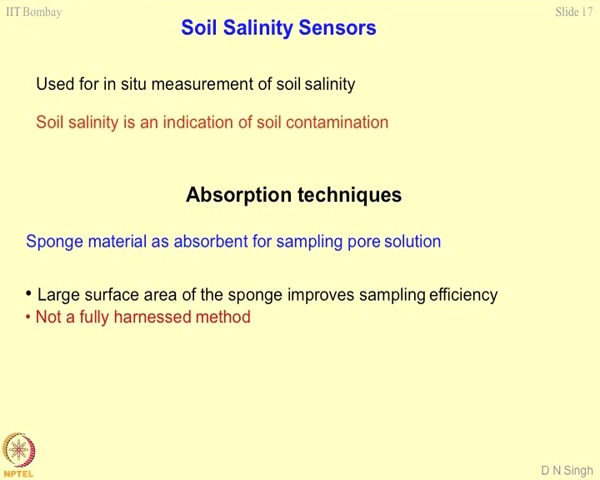 IIT Bombay
Slide 17
Soil Salinity Sensors
Used for in situ measurement of soil salinity
Soil salinity is an indication of soil contamination
Absorption techniques
Sponge material as absorbent for sampling pore solution
• Large surface area of the sponge improves sampling efficiency
• Not a fully harnessed method
NPTEL
D N Singh